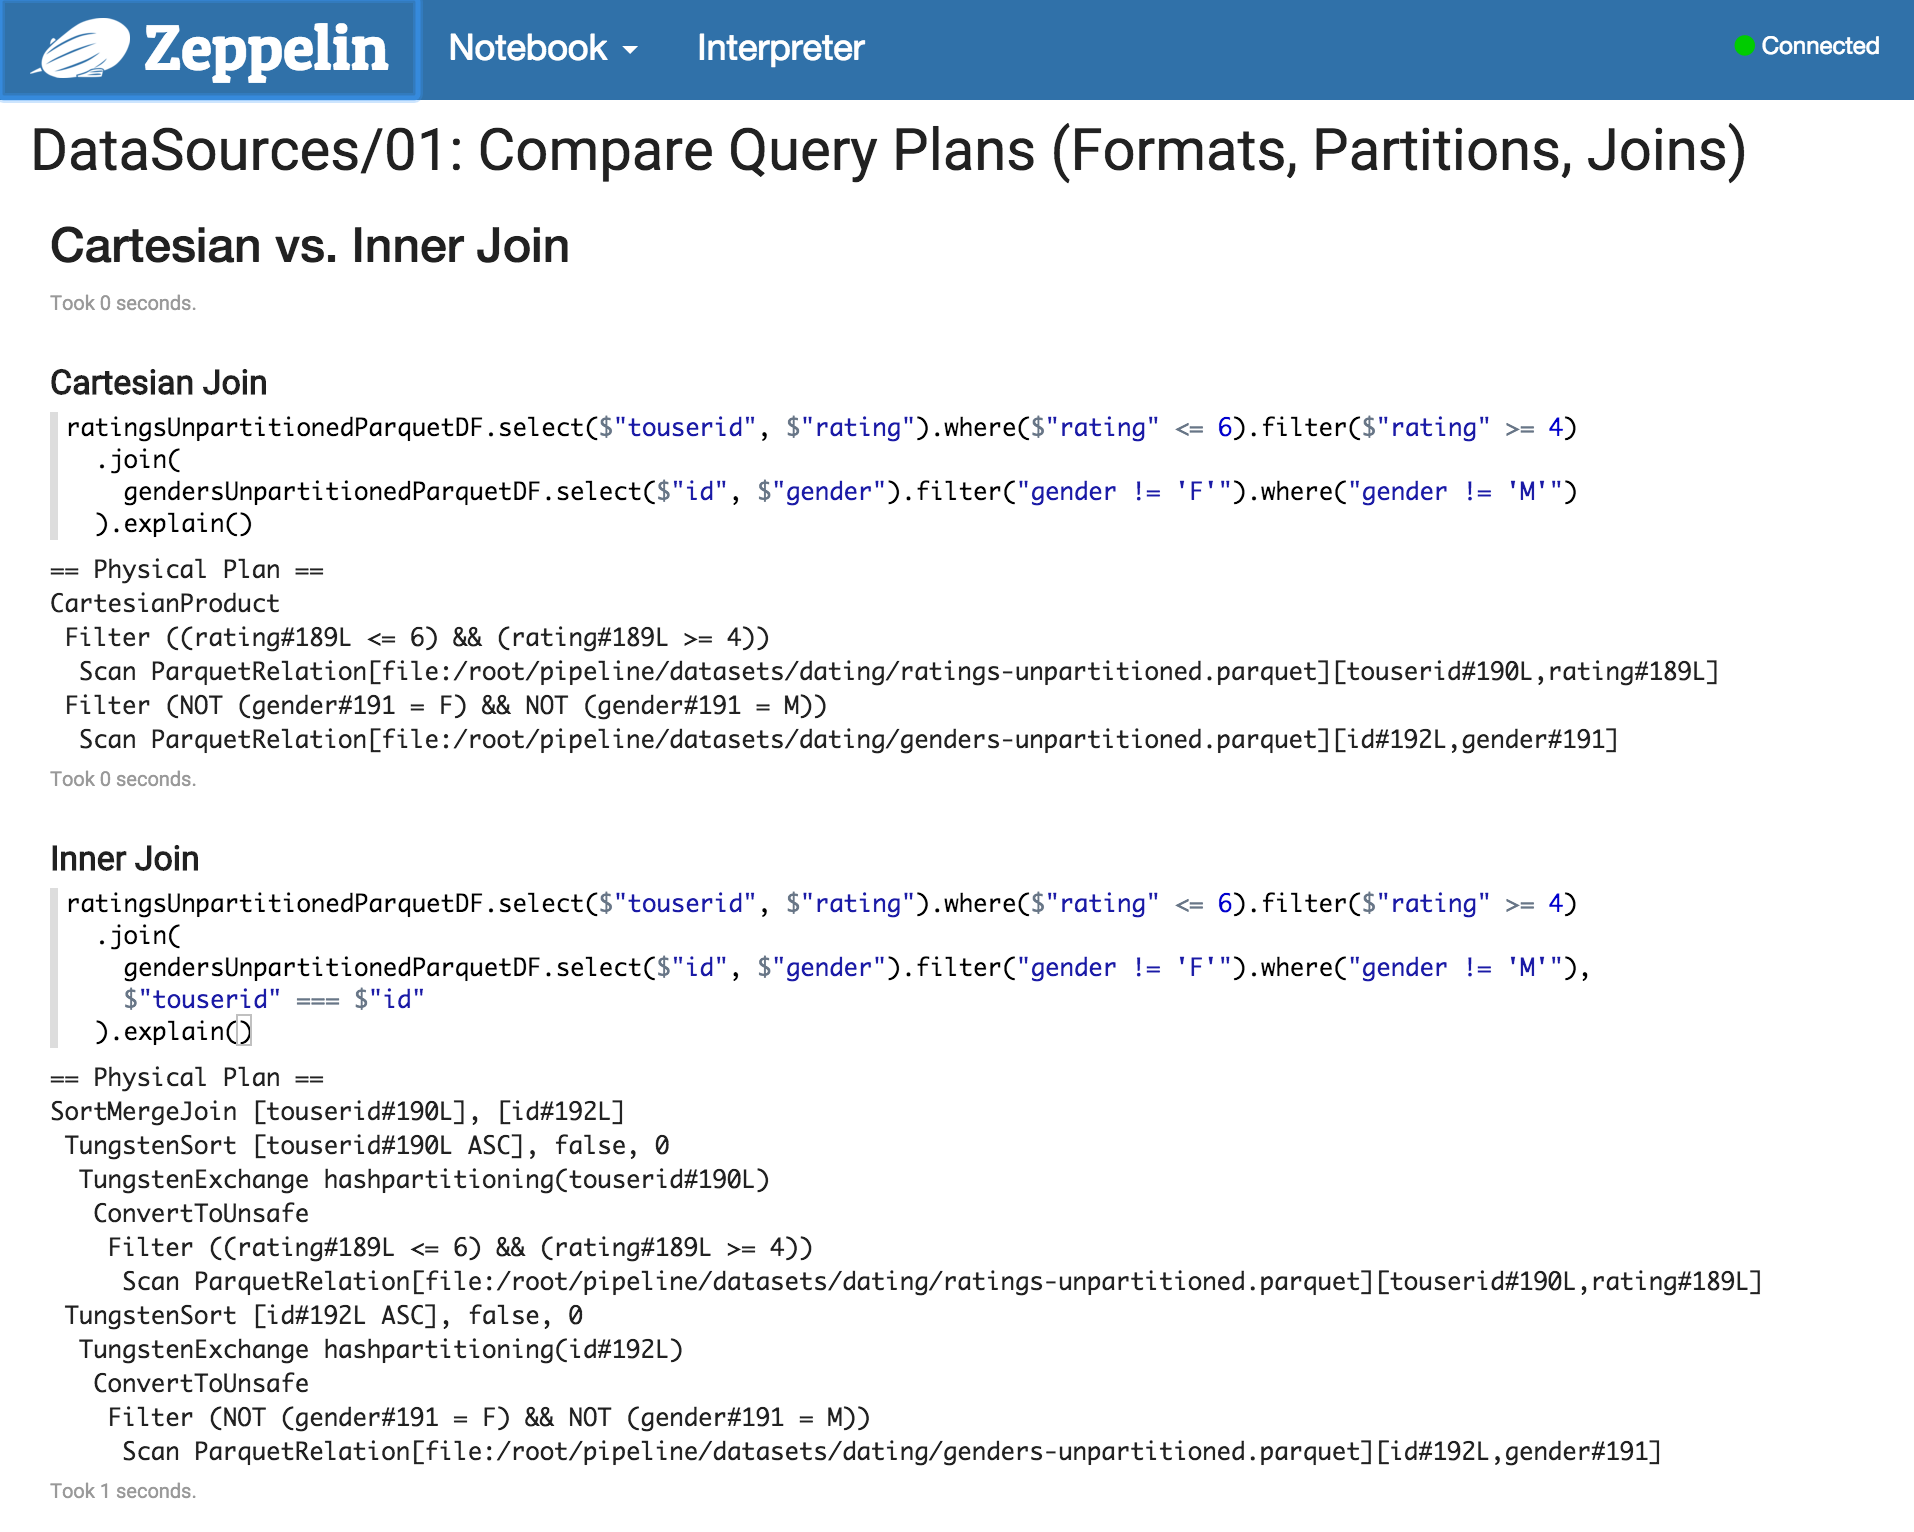 Zeppelin Notebook Interpreter Connected
DataSources/01: Compare Query Plans (Formats, Partitions, Joins)
Cartesian vs. Inner Join
Took 0 seconds.
Cartesian Join
ratingsUnpartitionedParquetDF.select($"touserid", $"rating").where($"rating" <= 6).filter($"rating" >= 4)
  .join(
    gendersUnpartitionedParquetDF.select($"id", $"gender").filter("gender != 'F'").where("gender != 'M'")
  ).explain()
== Physical Plan ==
CartesianProduct
 Filter ((rating#189L <= 6) && (rating#189L >= 4))
  Scan ParquetRelation[file:/root/pipeline/datasets/dating/ratings-unpartitioned.parquet][touserid#190L,rating#189L]
 Filter (NOT (gender#191 = F) && NOT (gender#191 = M))
  Scan ParquetRelation[file:/root/pipeline/datasets/dating/genders-unpartitioned.parquet][id#192L,gender#191]
Took 0 seconds.
Inner Join
ratingsUnpartitionedParquetDF.select($"touserid", $"rating").where($"rating" <= 6).filter($"rating" >= 4)
  .join(
    gendersUnpartitionedParquetDF.select($"id", $"gender").filter("gender != 'F'").where("gender != 'M'"),
    $"touserid" === $"id"
  ).explain()
== Physical Plan ==
SortMergeJoin [touserid#190L], [id#192L]
 TungstenSort [touserid#190L ASC], false, 0
  TungstenExchange hashpartitioning(touserid#190L)
   ConvertToUnsafe
    Filter ((rating#189L <= 6) && (rating#189L >= 4))
     Scan ParquetRelation[file:/root/pipeline/datasets/dating/ratings-unpartitioned.parquet][touserid#190L,rating#189L]
 TungstenSort [id#192L ASC], false, 0
  TungstenExchange hashpartitioning(id#192L)
   ConvertToUnsafe
    Filter (NOT (gender#191 = F) && NOT (gender#191 = M))
     Scan ParquetRelation[file:/root/pipeline/datasets/dating/genders-unpartitioned.parquet][id#192L,gender#191]
Took 1 seconds.